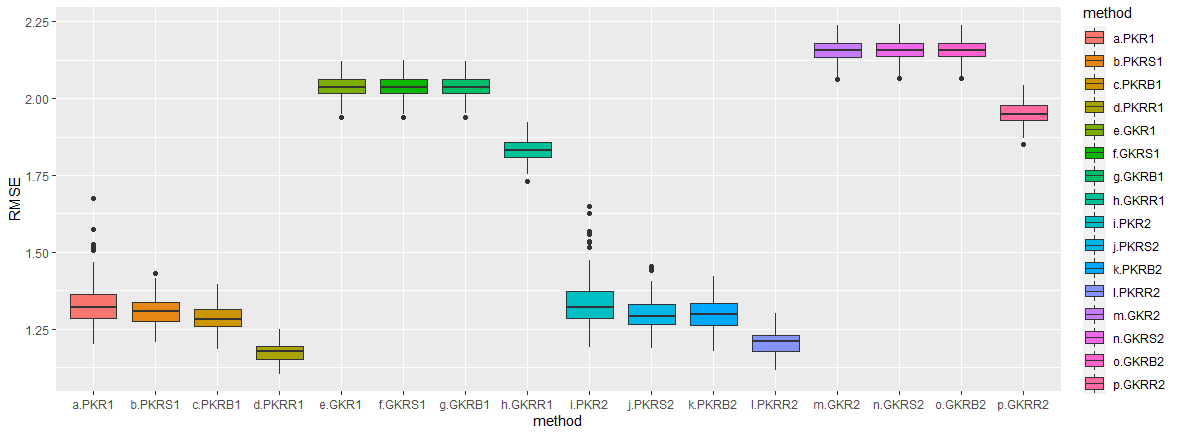 2.25
2.00
1.75
1.50
1.25
RMSE
a.PKR1 b.PKRS1 c.PKRB1 d.PKRR1 e.GKR1 f.GKRS1 g.GKRB1 h.GKRR1 i.PKR2 j.PKRS2 k.PKRB2 l.PKRR2 m.GKR2 n.GKRS2 o.GKRB2 p.GKRR2
method
method
a.PKR1
b.PKRS1
c.PKRB1
d.PKRR1
e.GKR1
f.GKRS1
g.GKRB1
h.GKRR1
i.PKR2
j.PKRS2
k.PKRB2
l.PKRR2
m.GKR2
n.GKRS2
o.GKRB2
p.GKRR2